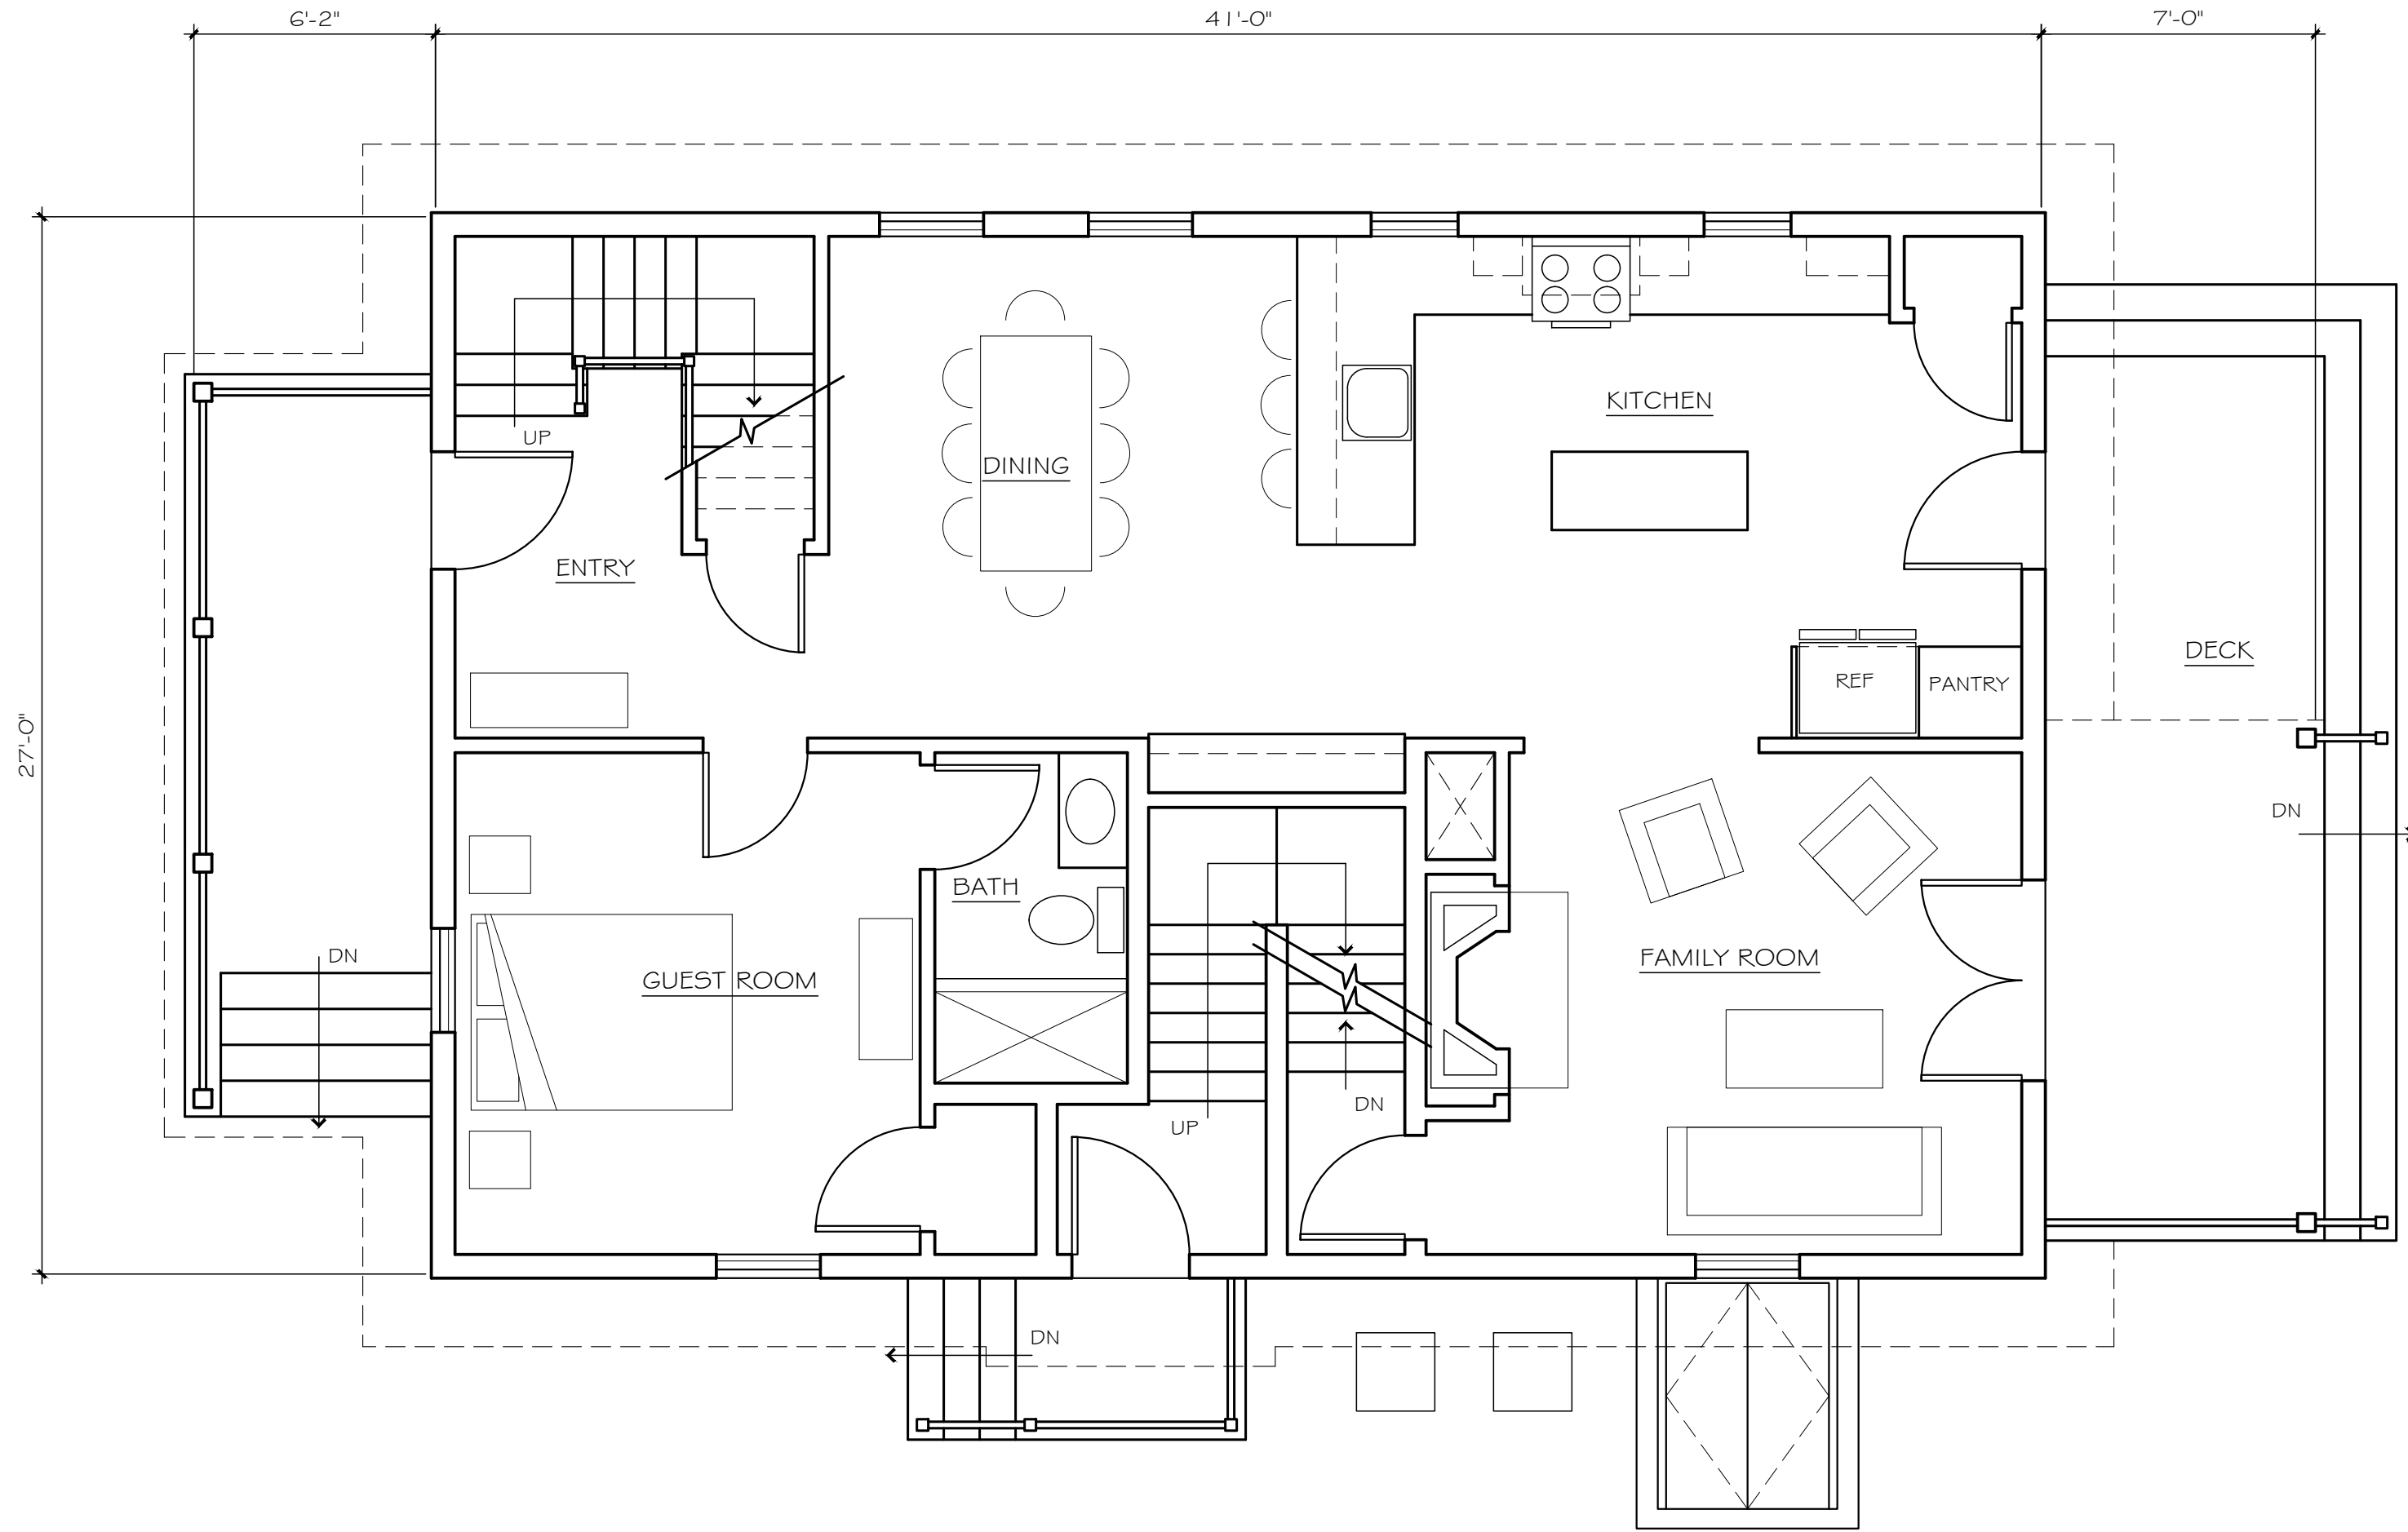 6'-2"
41'-0"
7'-0"
KITCHEN
UP
DINING
ENTRY
DECK
REF
PANTRY
27'-0"
DN
BATH
DN
GUEST ROOM
FAMILY ROOM
DN
UP
DN